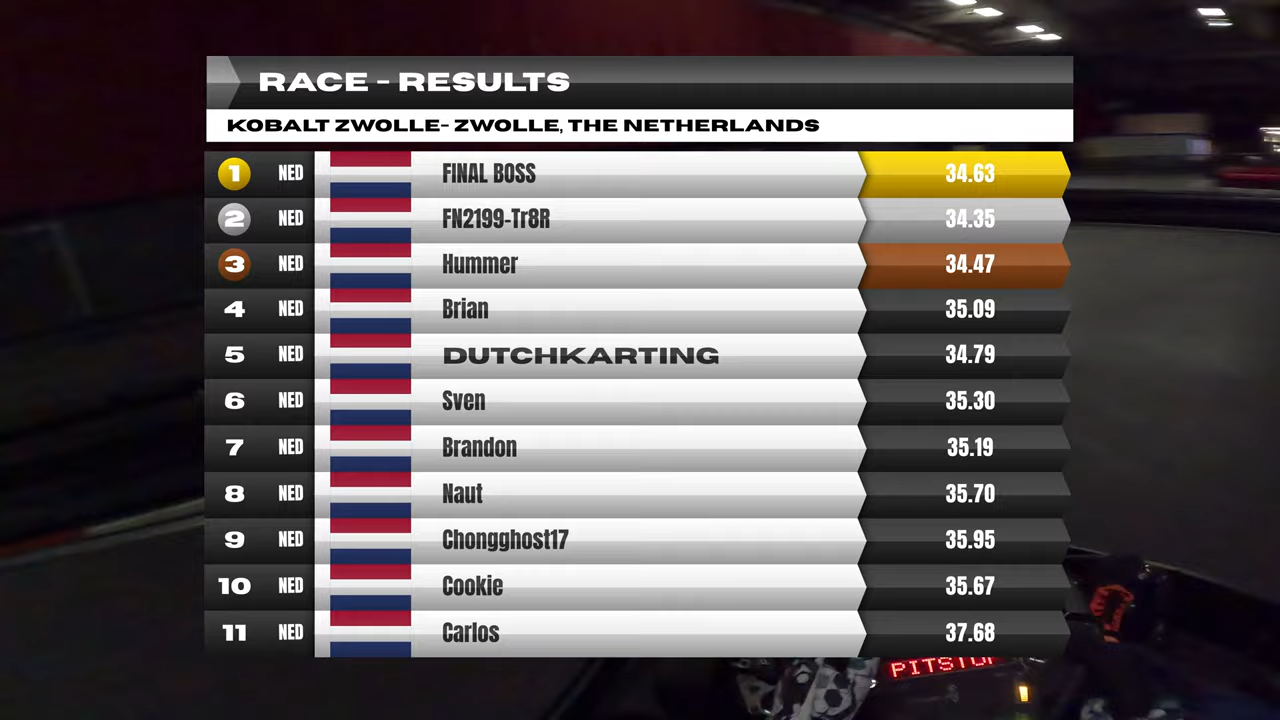 RACE - RESULTS
KOBALT ZWOLLE- ZWOLLE, THE NETHERLANDS
1 NED FINAL BOSS 34.63
2 NED FN2199-Tr8R 34.35
3 NED Hummer 34.47
4 NED Brian 35.09
5 NED DUTCHKARTING 34.79
6 NED Sven 35.30
7 NED Brandon 35.19
8 NED Naut 35.70
9 NED Chongghost17 35.95
10 NED Cookie 35.67
11 NED Carlos 37.68
PITSTOP